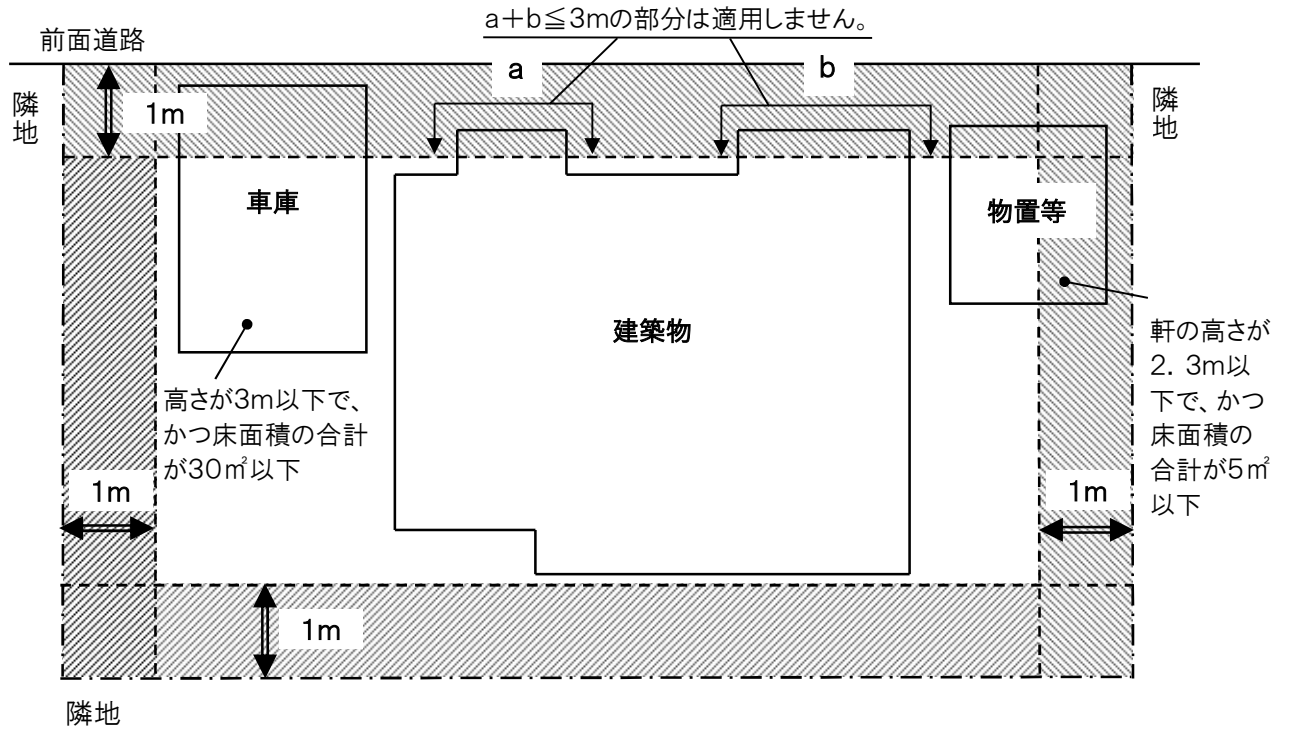 a+b≦3mの部分は適用しません。
前面道路
a
b
隣地
1m
隣地
車庫
物置等
建築物
高さが3m以下で、
かつ床面積の合計
が30㎡以下
軒の高さが
2．3m以
下で、かつ
床面積の
合計が5㎡
以下
1m
1m
1m
隣地